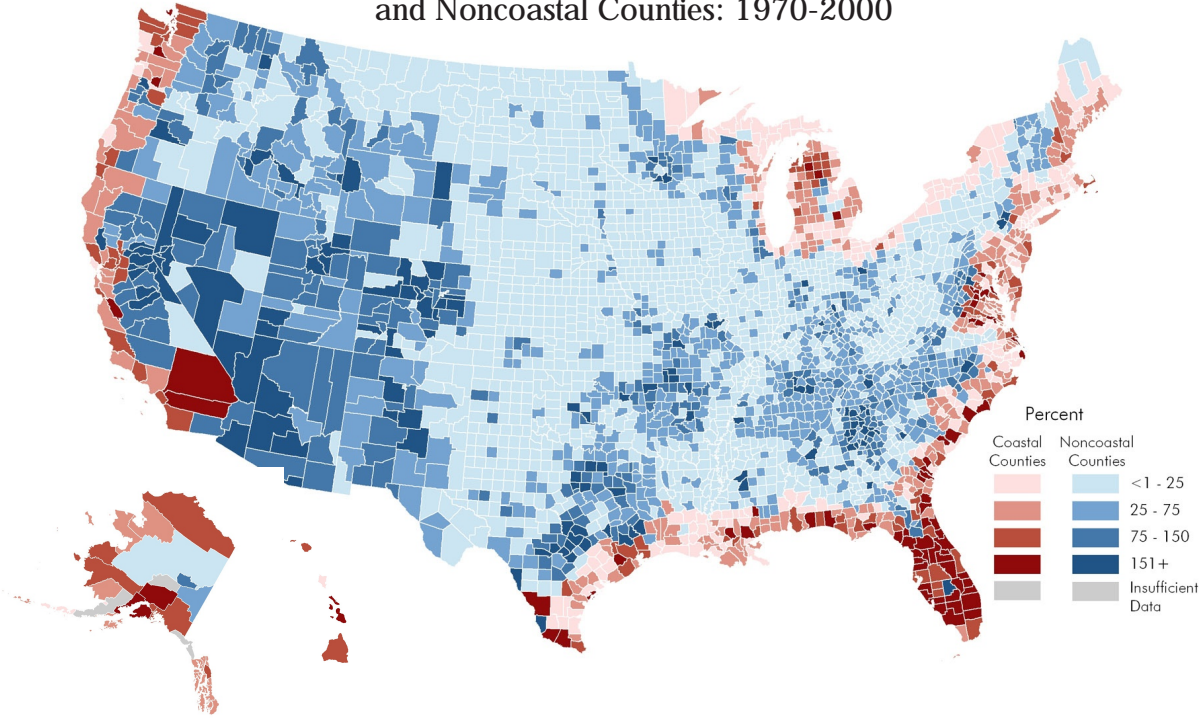 and Noncoastal Counties: 1970-2000
Percent
Coastal Noncoastal
Counties Counties
<1 - 25
25 - 75
75 - 150
151+
Insufficient
Data